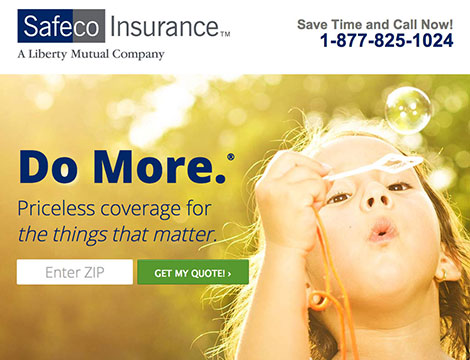 Safeco Insurance™
A Liberty Mutual Company
Save Time and Call Now!
1-877-825-1024
Do More.®
Priceless coverage for
the things that matter.
Enter ZIP
GET MY QUOTE! ›